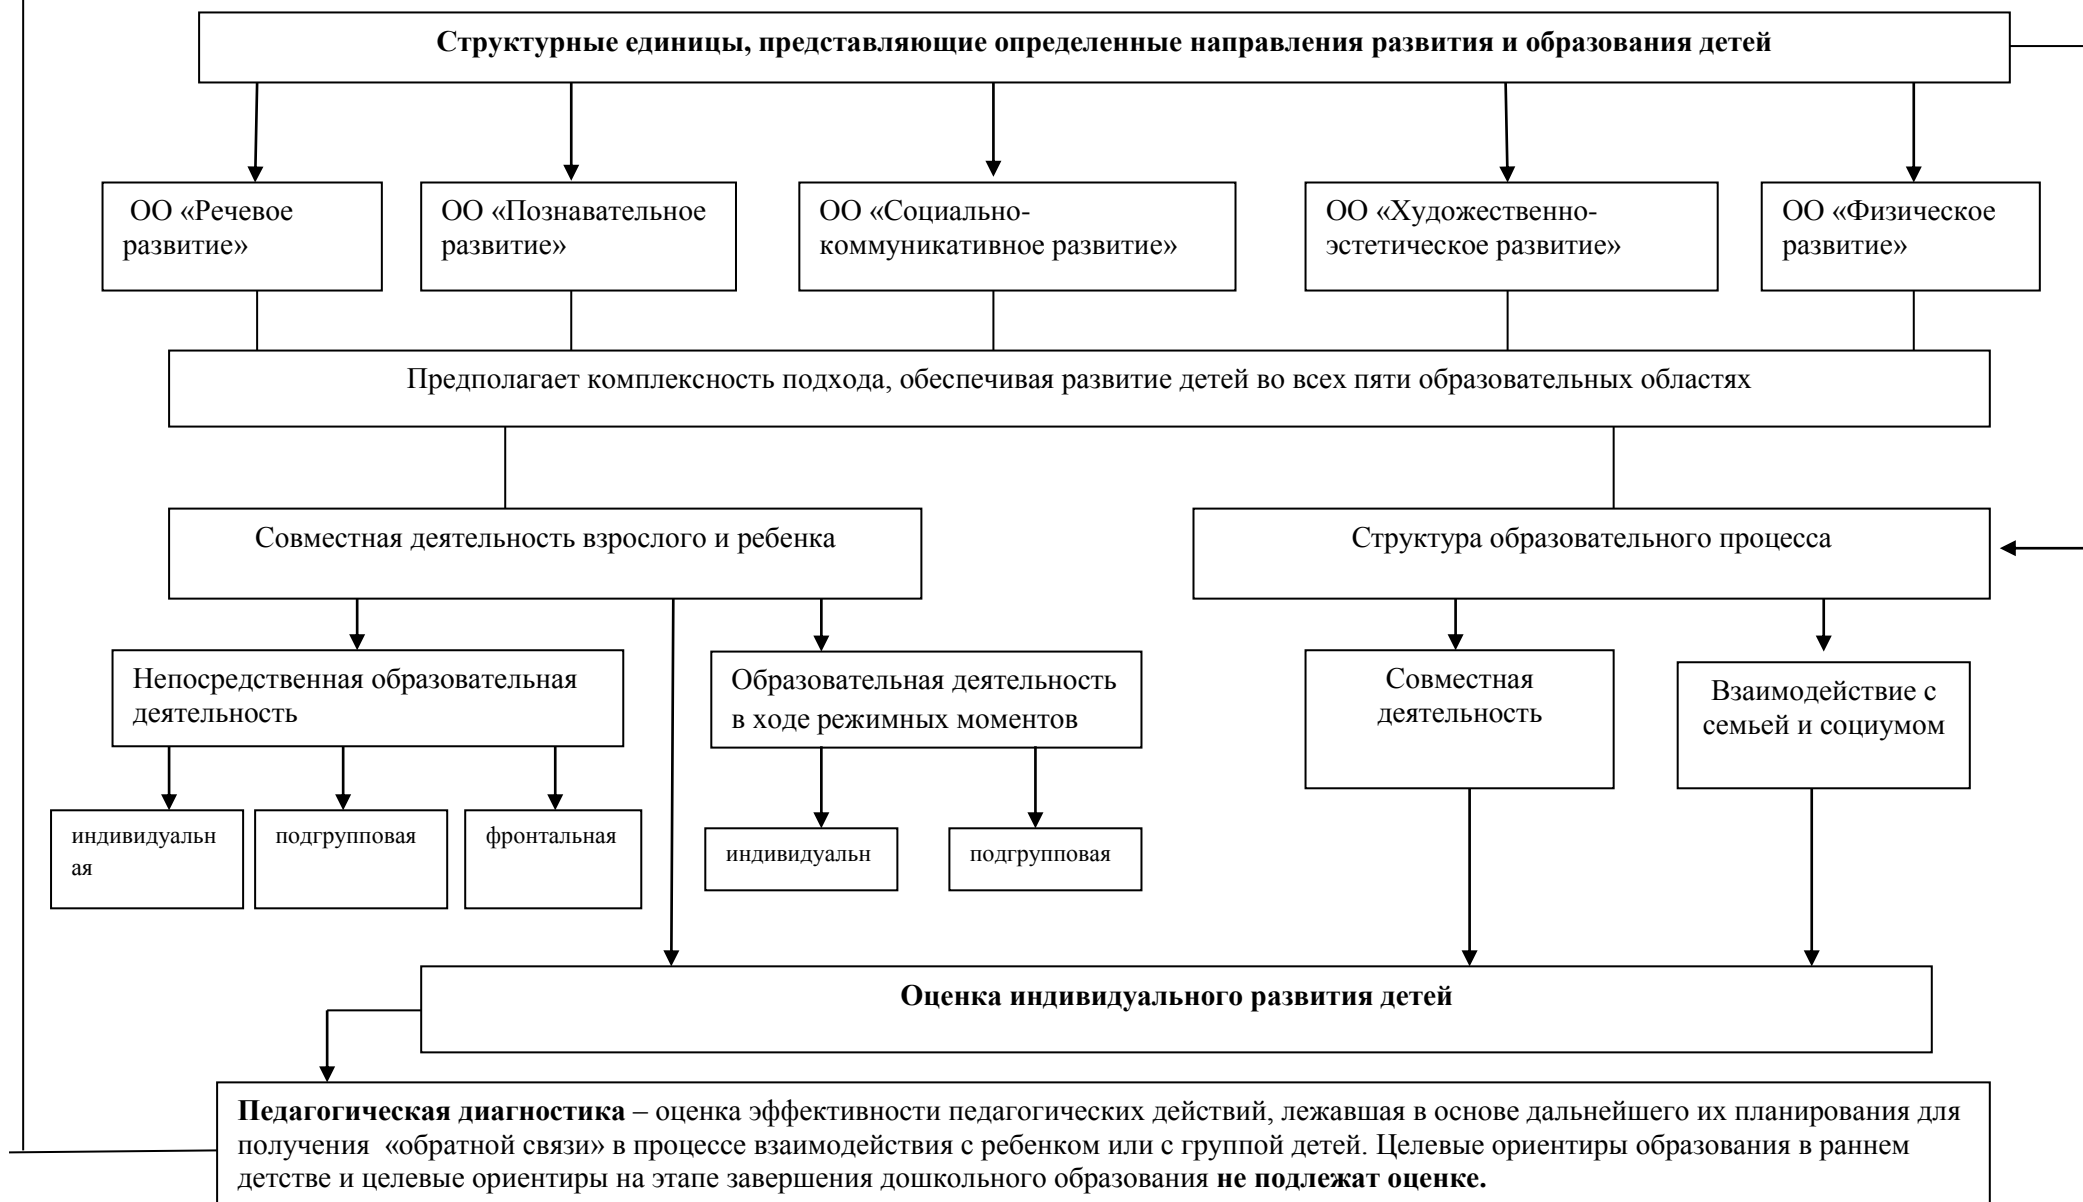 Структурные единицы, представляющие определенные направления развития и образования детей
ОО «Речевое
развитие»
ОО «Познавательное
развитие»
ОО «Социально-
коммуникативное развитие»
ОО «Художественно-
эстетическое развитие»
ОО «Физическое
развитие»
Предполагает комплексность подхода, обеспечивая развитие детей во всех пяти образовательных областях
Совместная деятельность взрослого и ребенка
Структура образовательного процесса
Непосредственная образовательная
деятельность
Образовательная деятельность
в ходе режимных моментов
Совместная
деятельность
Взаимодействие с
семьей и социумом
индивидуальн
ая
подгрупповая
фронтальная
индивидуальн
подгрупповая
Оценка индивидуального развития детей
Педагогическая диагностика – оценка эффективности педагогических действий, лежавшая в основе дальнейшего их планирования для
получения «обратной связи» в процессе взаимодействия с ребенком или с группой детей. Целевые ориентиры образования в раннем
детстве и целевые ориентиры на этапе завершения дошкольного образования не подлежат оценке.